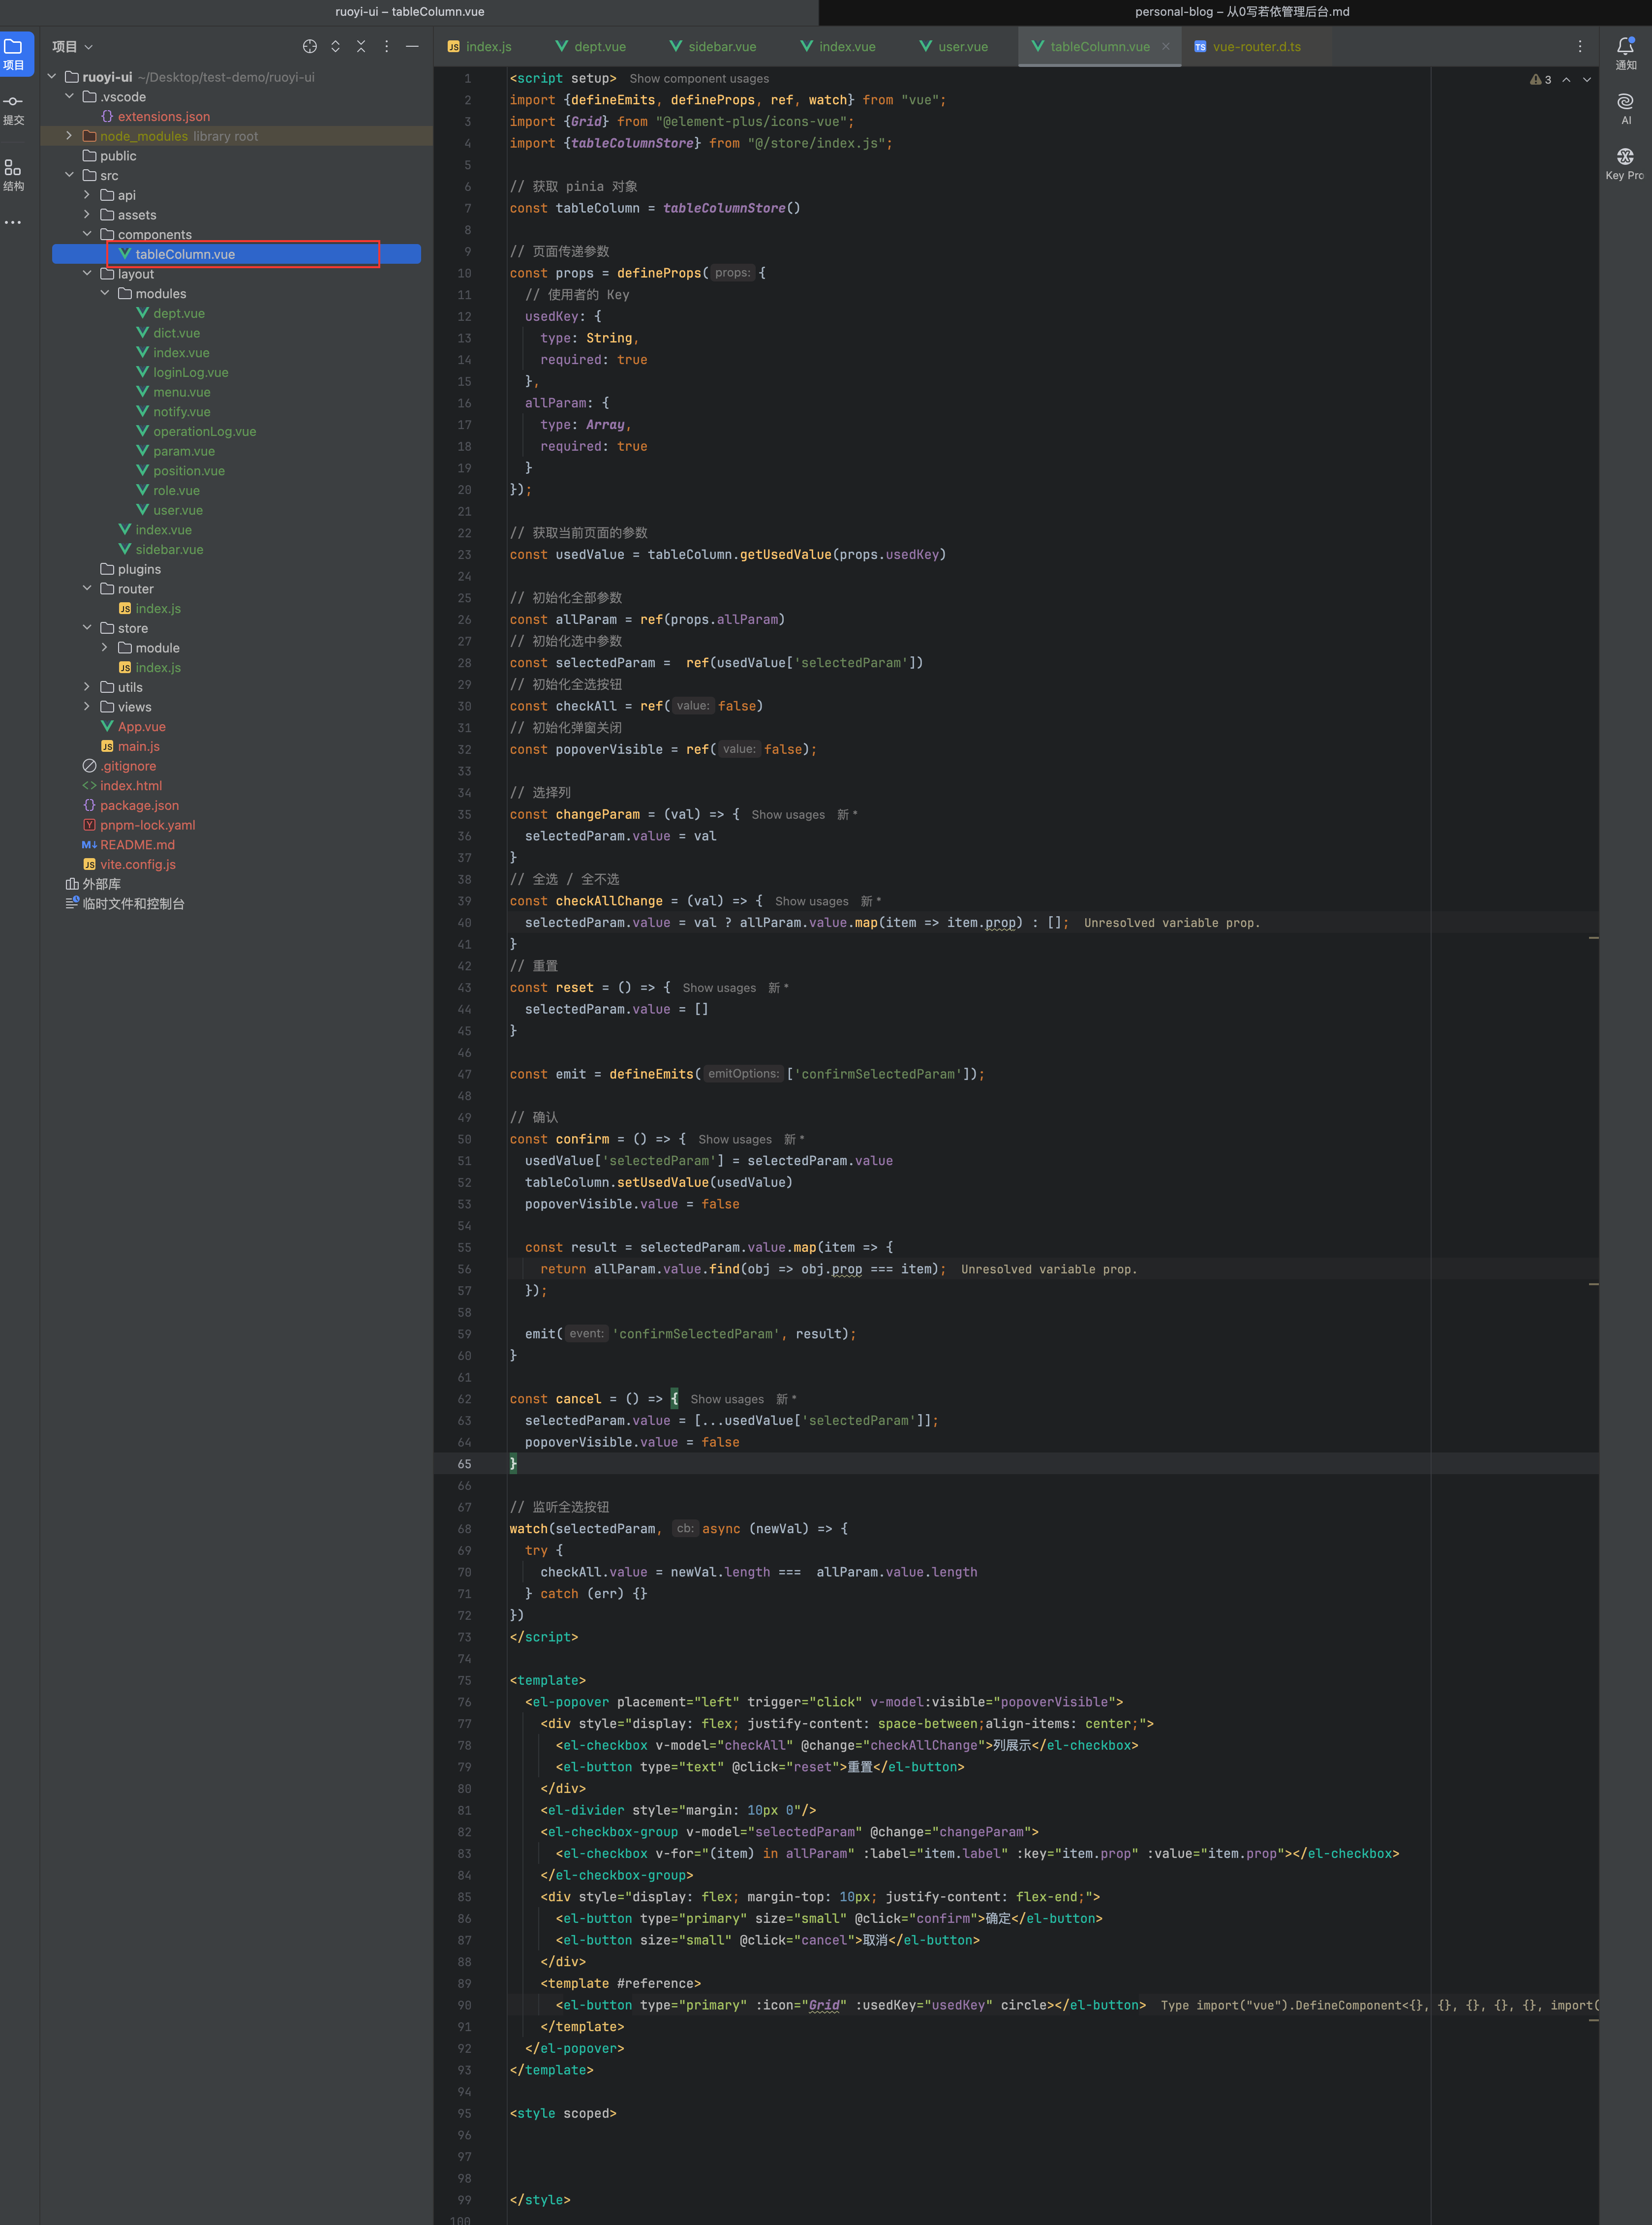 ruoyi-ui – tableColumn.vue
personal-blog – 从0写若依管理后台.md
项目
index.js
dept.vue
sidebar.vue
index.vue
user.vue
tableColumn.vue
vue-router.d.ts
项目
提交
结构
通知
AI
Key Pro
3
ruoyi-ui ~/Desktop/test-demo/ruoyi-ui
.vscode
extensions.json
node_modules library root
public
src
api
assets
components
tableColumn.vue
layout
modules
dept.vue
dict.vue
index.vue
loginLog.vue
menu.vue
notify.vue
operationLog.vue
param.vue
position.vue
role.vue
user.vue
index.vue
sidebar.vue
plugins
router
index.js
store
module
index.js
utils
views
App.vue
main.js
.gitignore
index.html
package.json
pnpm-lock.yaml
README.md
vite.config.js
外部库
临时文件和控制台
1 <script setup> Show component usages
2 import {defineEmits, defineProps, ref, watch} from "vue";
3 import {Grid} from "@element-plus/icons-vue";
4 import {tableColumnStore} from "@/store/index.js";
5
6 // 获取 pinia 对象
7 const tableColumn = tableColumnStore()
8
9 // 页面传递参数
10 const props = defineProps( props: {
11 // 使用者的 Key
12 usedKey: {
13 type: String,
14 required: true
15 },
16 allParam: {
17 type: Array,
18 required: true
19 }
20 });
21
22 // 获取当前页面的参数
23 const usedValue = tableColumn.getUsedValue(props.usedKey)
24
25 // 初始化全部参数
26 const allParam = ref(props.allParam)
27 // 初始化选中参数
28 const selectedParam =  ref(usedValue['selectedParam'])
29 // 初始化全选按钮
30 const checkAll = ref( value: false)
31 // 初始化弹窗关闭
32 const popoverVisible = ref( value: false);
33
34 // 选择列
35 const changeParam = (val) => { Show usages 新 *
36 selectedParam.value = val
37 }
38 // 全选 / 全不选
39 const checkAllChange = (val) => { Show usages 新 *
40 selectedParam.value = val ? allParam.value.map(item => item.prop) : []; Unresolved variable prop.
41 }
42 // 重置
43 const reset = () => { Show usages 新 *
44 selectedParam.value = []
45 }
46
47 const emit = defineEmits( emitOptions: ['confirmSelectedParam']);
48
49 // 确认
50 const confirm = () => { Show usages 新 *
51 usedValue['selectedParam'] = selectedParam.value
52 tableColumn.setUsedValue(usedValue)
53 popoverVisible.value = false
54
55 const result = selectedParam.value.map(item => {
56 return allParam.value.find(obj => obj.prop === item); Unresolved variable prop.
57 });
58
59 emit( event: 'confirmSelectedParam', result);
60 }
61
62 const cancel = () => { Show usages 新 *
63 selectedParam.value = [...usedValue['selectedParam']];
64 popoverVisible.value = false
65 }
66
67 // 监听全选按钮
68 watch(selectedParam, cb: async (newVal) => {
69 try {
70 checkAll.value = newVal.length ===  allParam.value.length
71 } catch (err) {}
72 })
73 </script>
74
75 <template>
76 <el-popover placement="left" trigger="click" v-model:visible="popoverVisible">
77 <div style="display: flex; justify-content: space-between;align-items: center;">
78 <el-checkbox v-model="checkAll" @change="checkAllChange">列展示</el-checkbox>
79 <el-button type="text" @click="reset">重置</el-button>
80 </div>
81 <el-divider style="margin: 10px 0"/>
82 <el-checkbox-group v-model="selectedParam" @change="changeParam">
83 <el-checkbox v-for="(item) in allParam" :label="item.label" :key="item.prop" :value="item.prop"></el-checkbox>
84 </el-checkbox-group>
85 <div style="display: flex; margin-top: 10px; justify-content: flex-end;">
86 <el-button type="primary" size="small" @click="confirm">确定</el-button>
87 <el-button size="small" @click="cancel">取消</el-button>
88 </div>
89 <template #reference>
90 <el-button type="primary" :icon="Grid" :usedKey="usedKey" circle></el-button> Type import("vue").DefineComponent<{}, {}, {}, {}, {}, import(
91 </template>
92 </el-popover>
93 </template>
94
95 <style scoped>
96
97
98
99 </style>
100